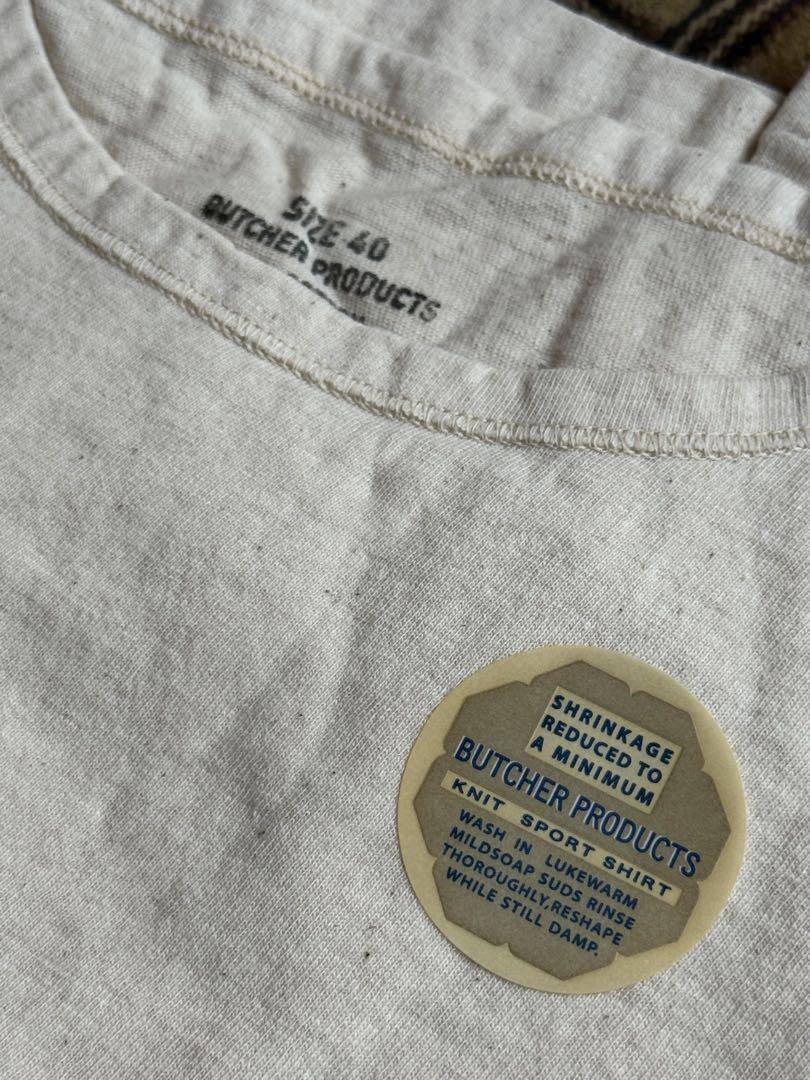 SIZE 40
BUTCHER PRODUCTS
SHRINKAGE
REDUCED TO
A MINIMUM
BUTCHER PRODUCTS
KNIT SPORT SHIRT
WASH IN LUKEWARM
MILDSOAP SUDS RINSE
THOROUGHLY,RESHAPE
WHILE STILL DAMP.